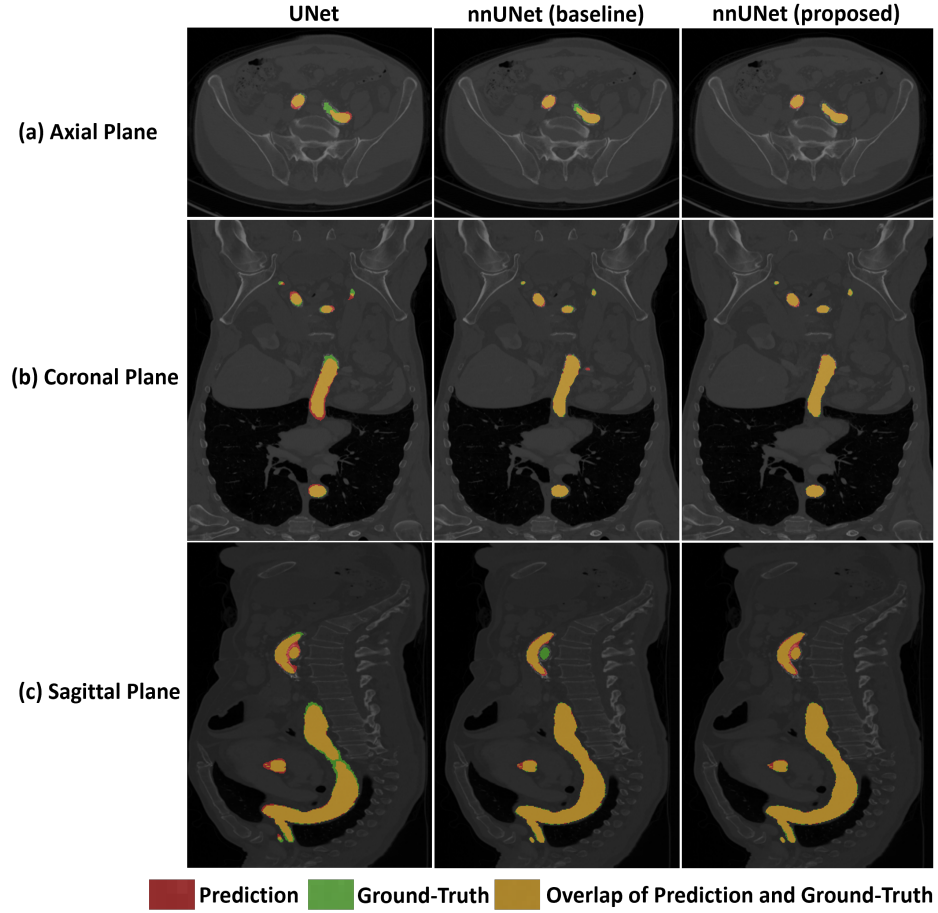 UNet nnUNet (baseline) nnUNet (proposed)
(a) Axial Plane
(b) Coronal Plane
(c) Sagittal Plane
Prediction Ground-Truth Overlap of Prediction and Ground-Truth